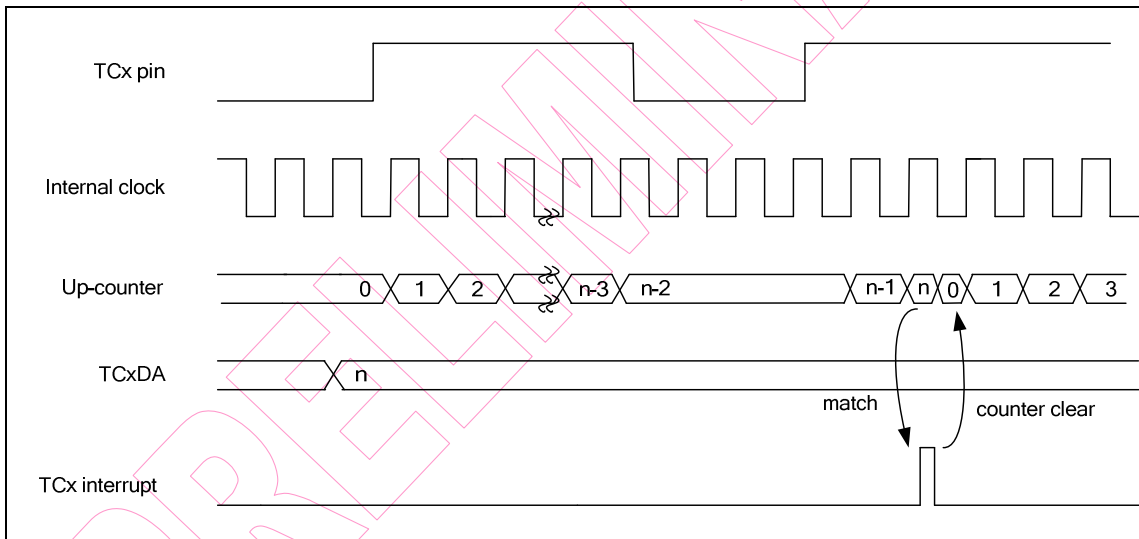 TCx pin
Internal clock
Up-counter
0 1 2 n-3 n-2 n-1 n 0 1 2 3
TCxDA
n
match
counter clear
TCx interrupt